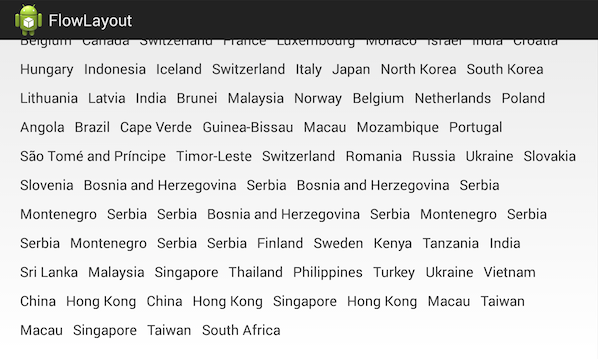 FlowLayout
Belgium Canada Switzerland France Luxembourg Monaco Israel India Croatia
Hungary Indonesia Iceland Switzerland Italy Japan North Korea South Korea
Lithuania Latvia India Brunei Malaysia Norway Belgium Netherlands Poland
Angola Brazil Cape Verde Guinea-Bissau Macau Mozambique Portugal
São Tomé and Príncipe Timor-Leste Switzerland Romania Russia Ukraine Slovakia
Slovenia Bosnia and Herzegovina Serbia Bosnia and Herzegovina Serbia
Montenegro Serbia Serbia Bosnia and Herzegovina Serbia Montenegro Serbia
Serbia Montenegro Serbia Serbia Finland Sweden Kenya Tanzania India
Sri Lanka Malaysia Singapore Thailand Philippines Turkey Ukraine Vietnam
China Hong Kong China Hong Kong Singapore Hong Kong Macau Taiwan
Macau Singapore Taiwan South Africa